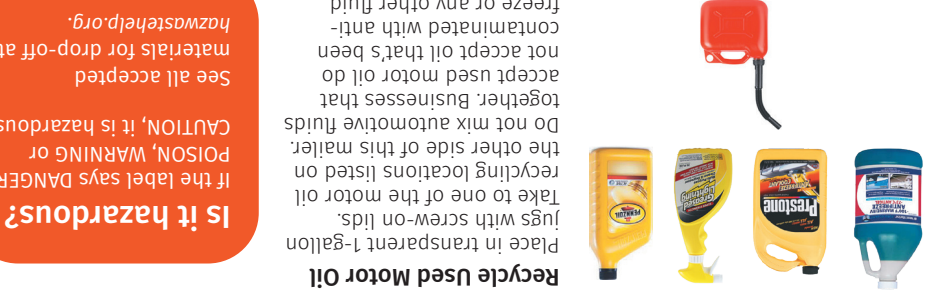 ANTIFREEZE
Prestone
COOLANT
Greased
Lightning
PENNZOIL
Recycle Used Motor Oil
Place in transparent 1-gallon
jugs with screw-on lids.
Take to one of the motor oil
recycling locations listed on
the other side of this mailer.
Do not mix automotive fluids
together. Businesses that
accept used motor oil do
not accept oil that's been
contaminated with anti-
freeze or any other fluid
Is it hazardous?
If the label says DANGER
POISON, WARNING or
CAUTION, it is hazardous
See all accepted
materials for drop-off at
hazwastehelp.org.